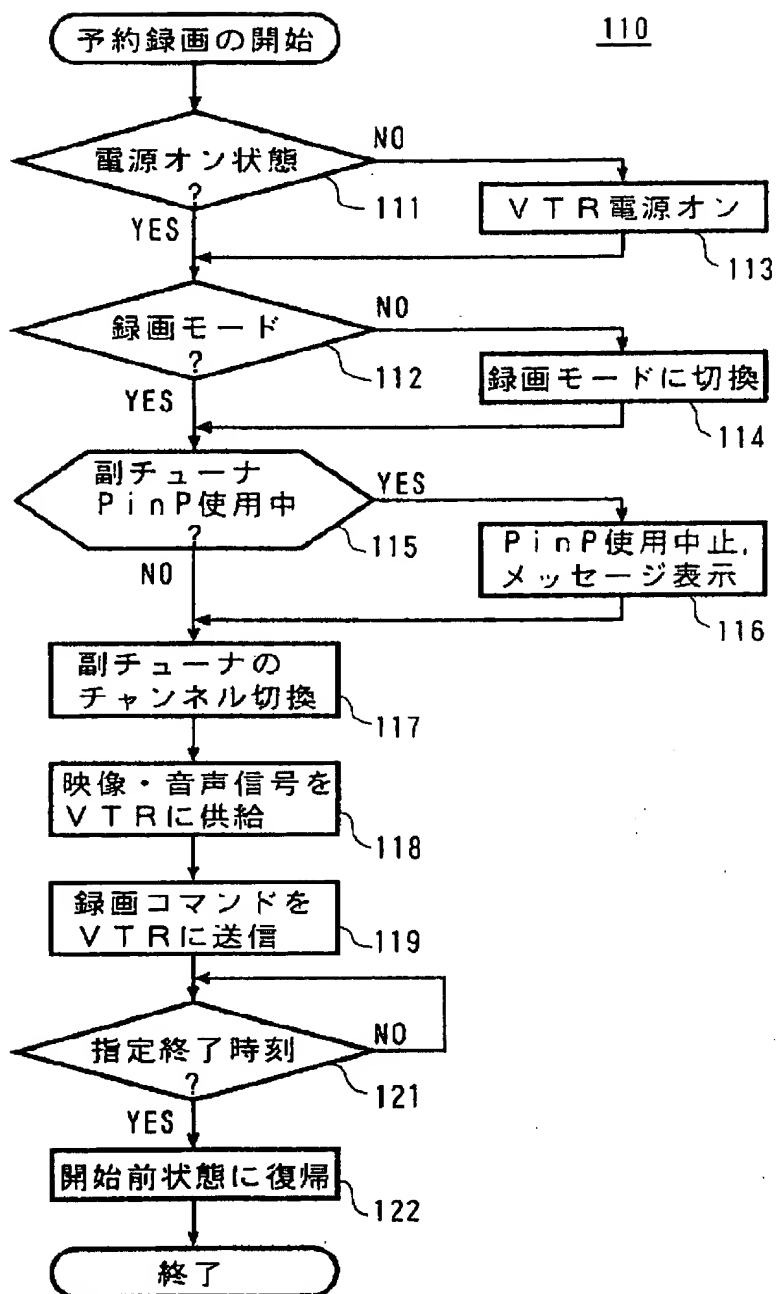 予約録画の開始
110
電源オン状態
?
NO
111
YES
VTR電源オン
113
録画モード
?
NO
112
YES
録画モードに切換
114
副チューナ
PinP使用中
?
YES
115
NO
PinP使用中止,
メッセージ表示
116
副チューナの
チャンネル切換
117
映像・音声信号を
VTRに供給
118
録画コマンドを
VTRに送信
119
指定終了時刻
?
NO
121
YES
開始前状態に復帰
122
終了